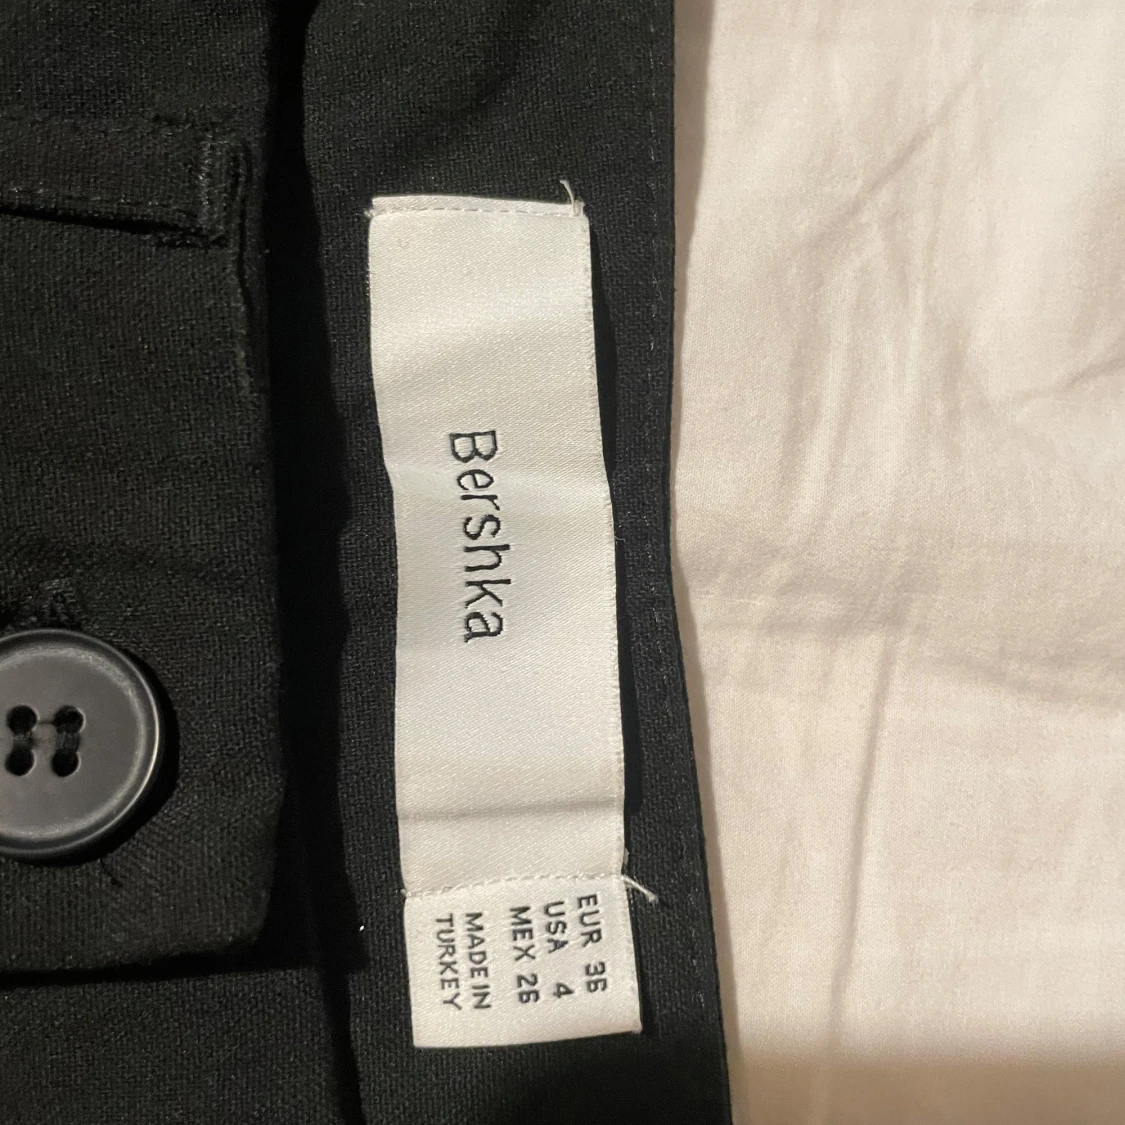 Bershka
EUR 36
USA 4
MEX 26
MADE IN
TURKEY